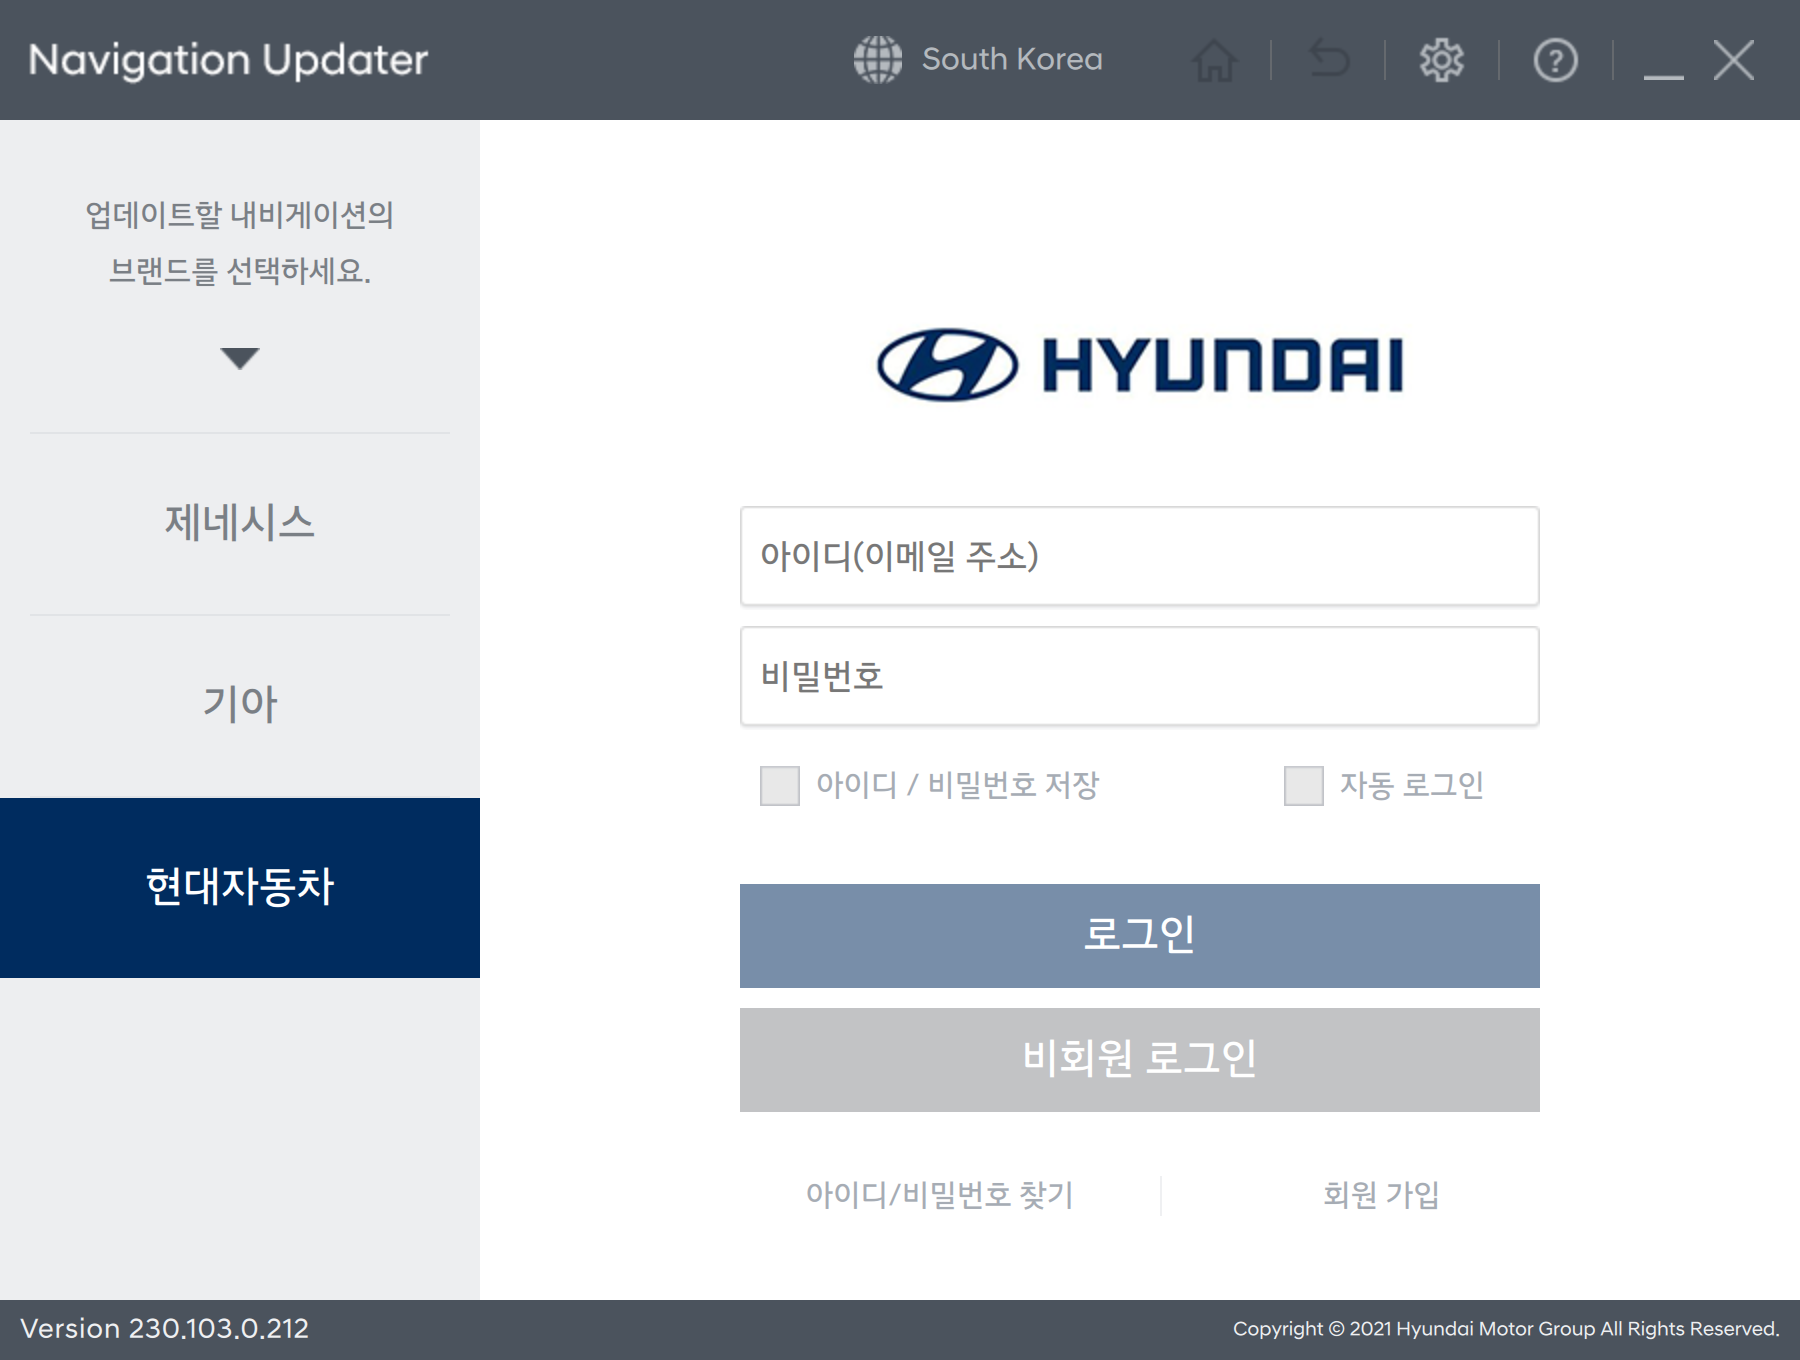 Navigation Updater
South Korea
업데이트할 내비게이션의
브랜드를 선택하세요.
제네시스
기아
현대자동차
HYUNDAI
아이디(이메일 주소)
비밀번호
아이디 / 비밀번호 저장
자동 로그인
로그인
비회원 로그인
아이디/비밀번호 찾기
회원 가입
Version 230.103.0.212
Copyright © 2021 Hyundai Motor Group All Rights Reserved.